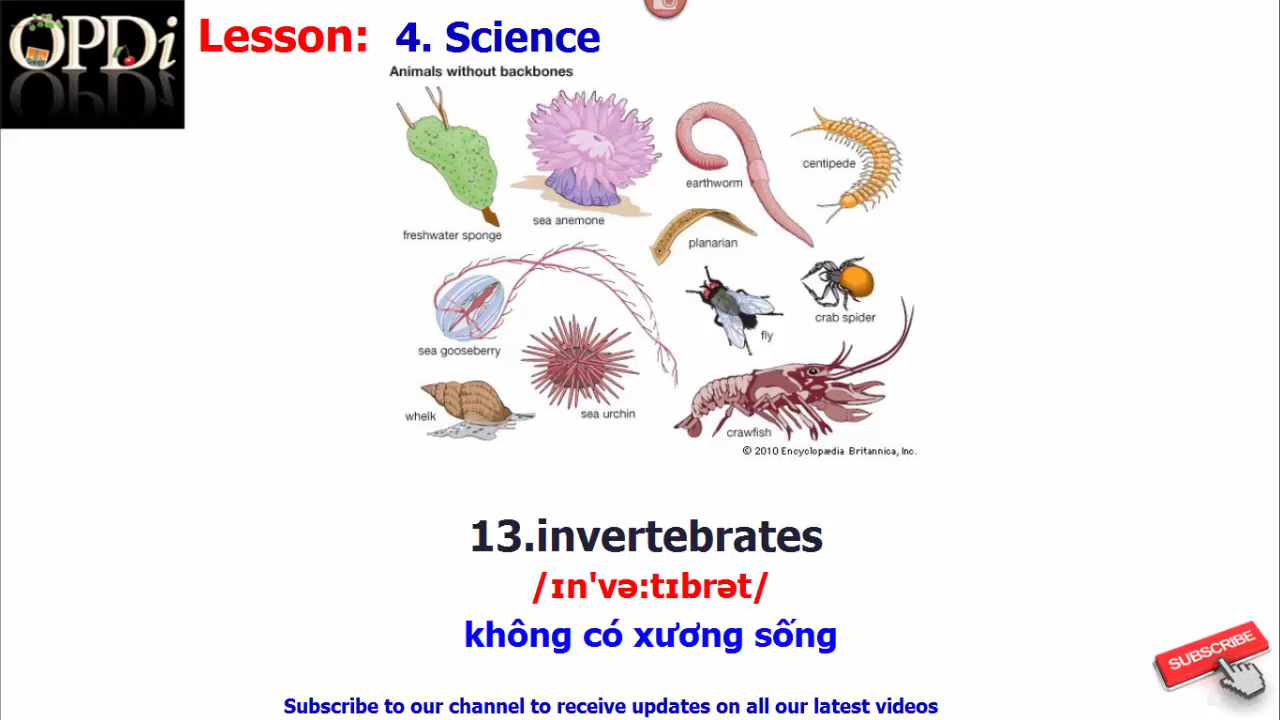 OPDi
Lesson: 4. Science
Animals without backbones
freshwater sponge
sea anemone
earthworm
centipede
planarian
sea gooseberry
sea urchin
fly
crab spider
whelk
crawfish
© 2010 Encyclopædia Britannica, Inc.
13.invertebrates
/ɪn'və:tɪbrət/
không có xương sống
SUBSCRIBE
Subscribe to our channel to receive updates on all our latest videos